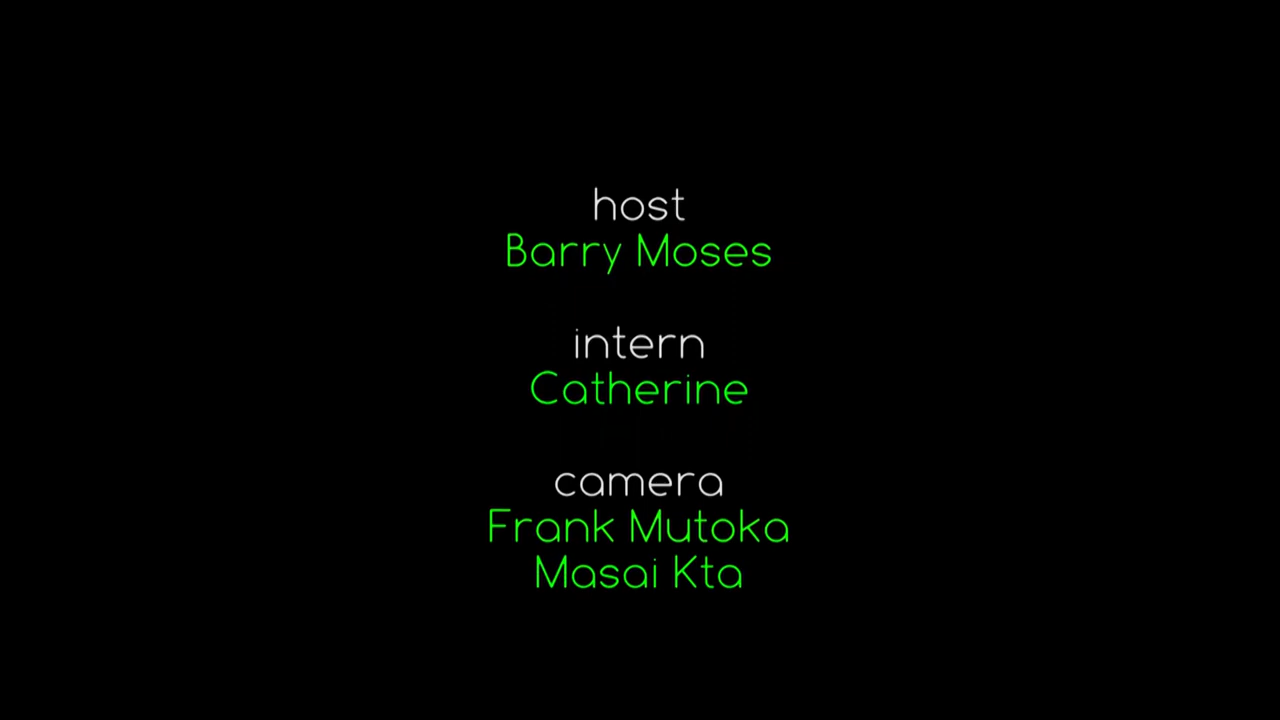 host
Barry Moses
intern
Catherine
camera
Frank Mutoka
Masai Kta